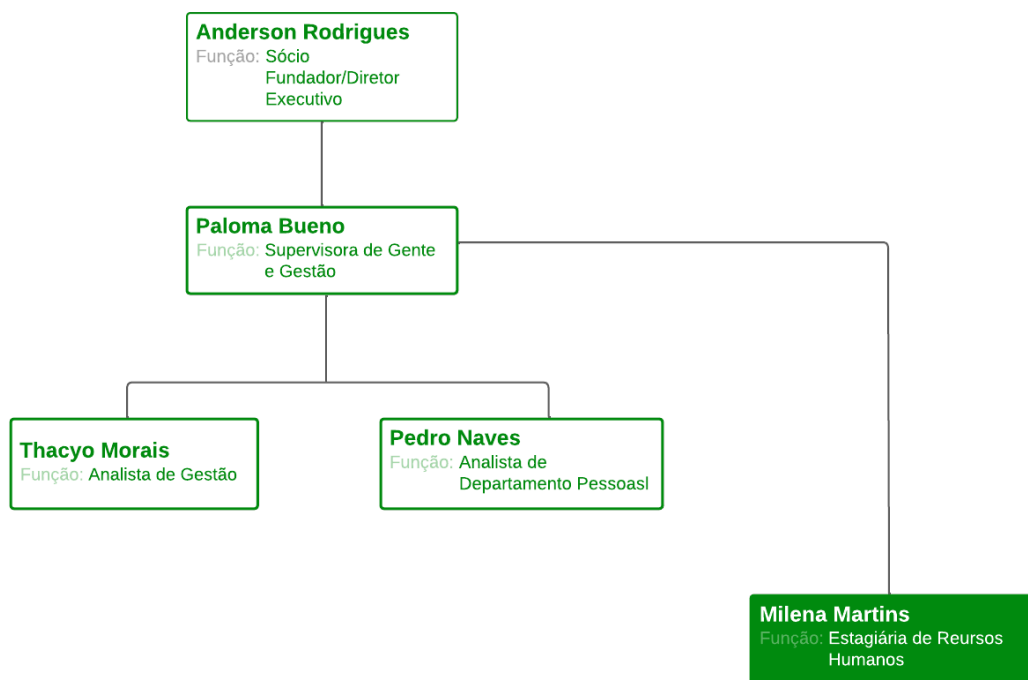 Anderson Rodrigues
Função: Sócio
Fundador/Diretor
Executivo
Paloma Bueno
Função: Supervisora de Gente
e Gestão
Thacyo Morais
Função: Analista de Gestão
Pedro Naves
Função: Analista de
Departamento Pessoasl
Milena Martins
Função: Estagiária de Reursos
Humanos